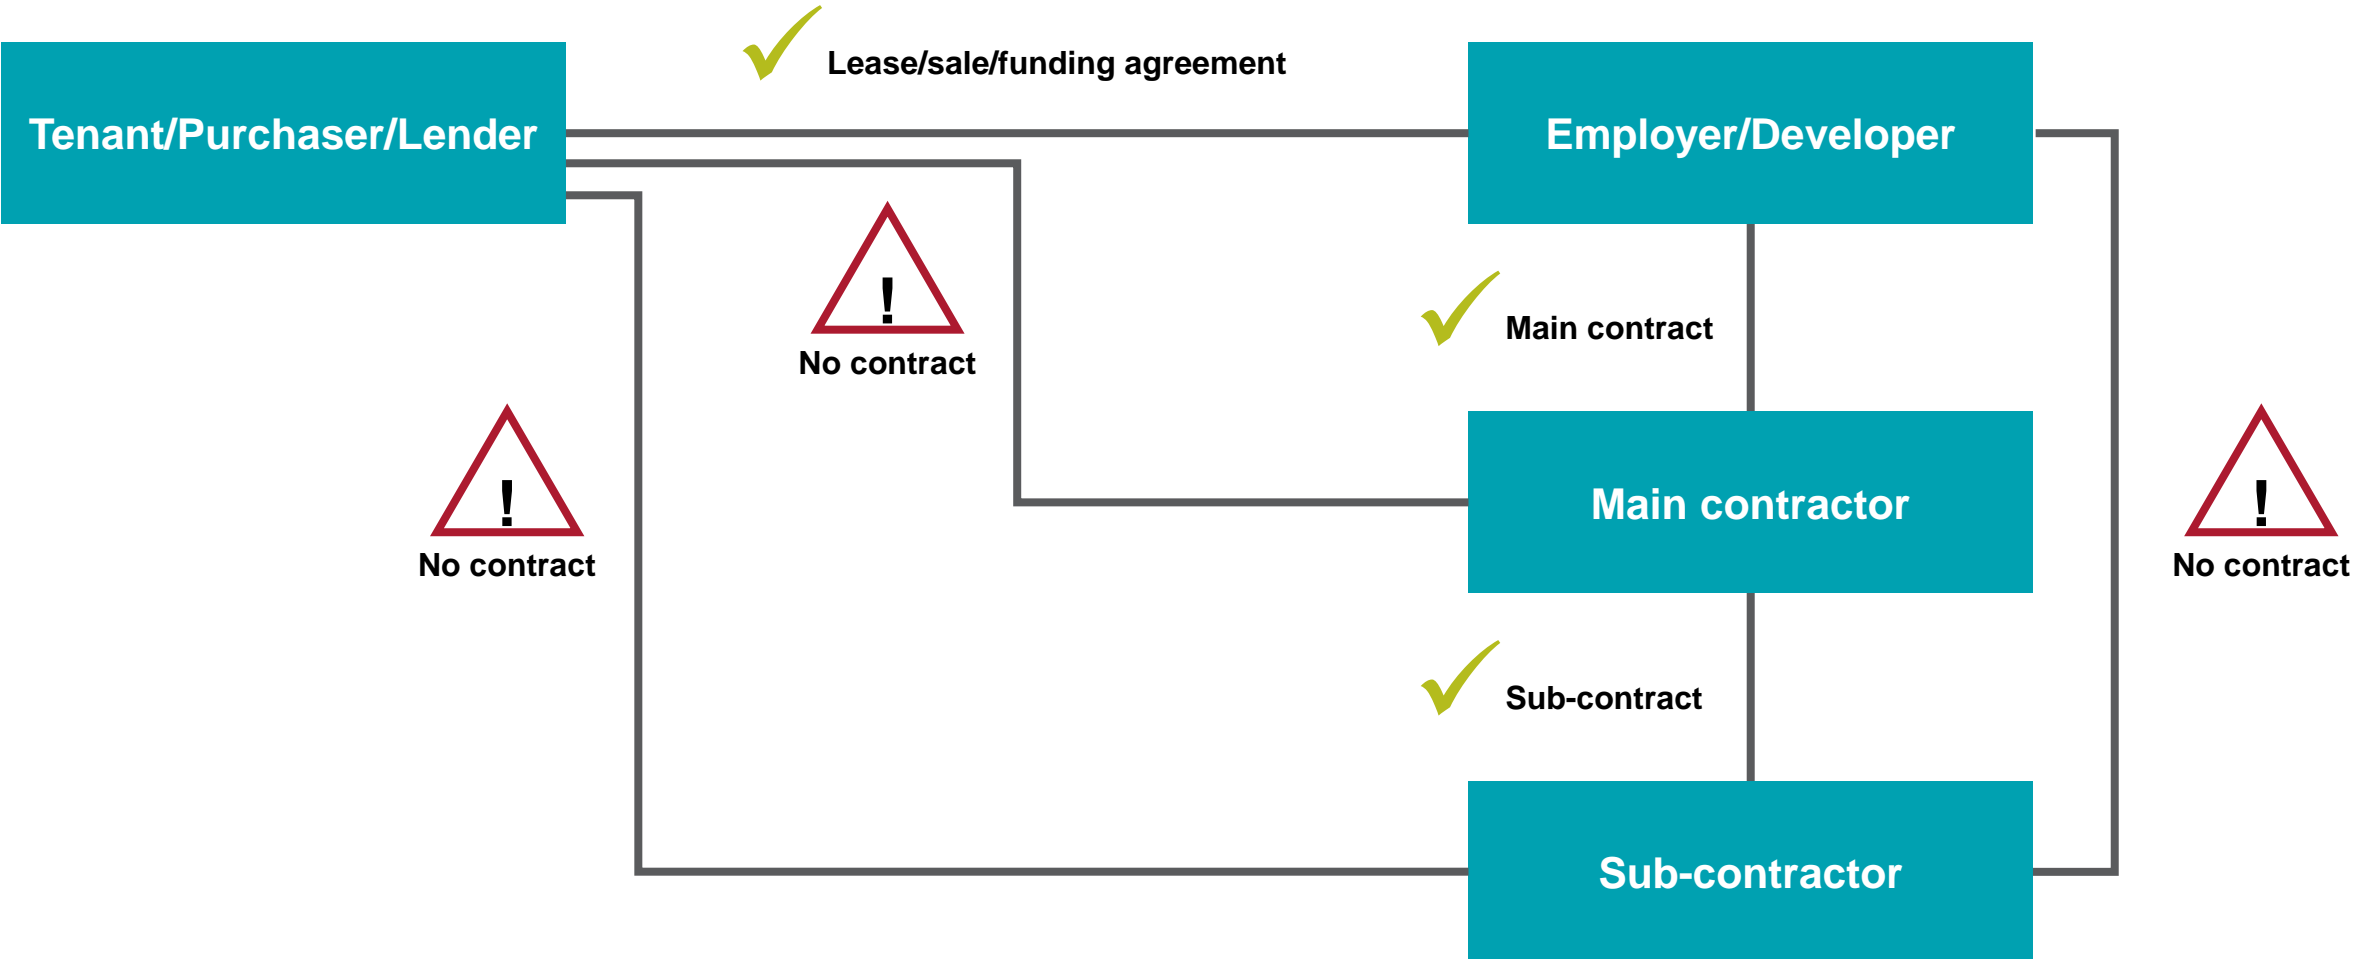 Lease/sale/funding agreement
Tenant/Purchaser/Lender
Employer/Developer
!
No contract
Main contract
!
No contract
Main contractor
!
No contract
Sub-contract
Sub-contractor